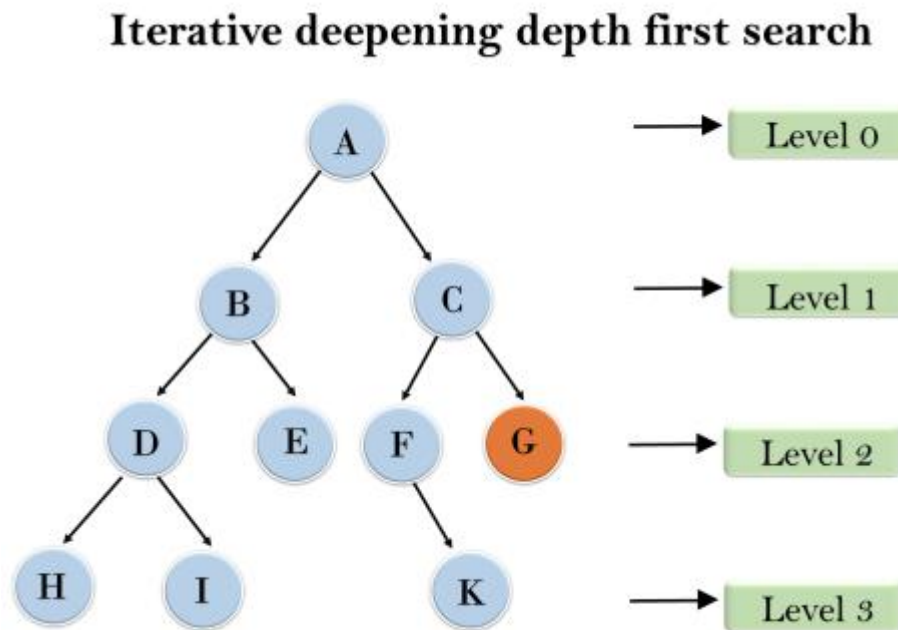 Iterative deepening depth first search
A
Level 0
B
C
Level 1
D
E
F
G
Level 2
H
I
K
Level 3